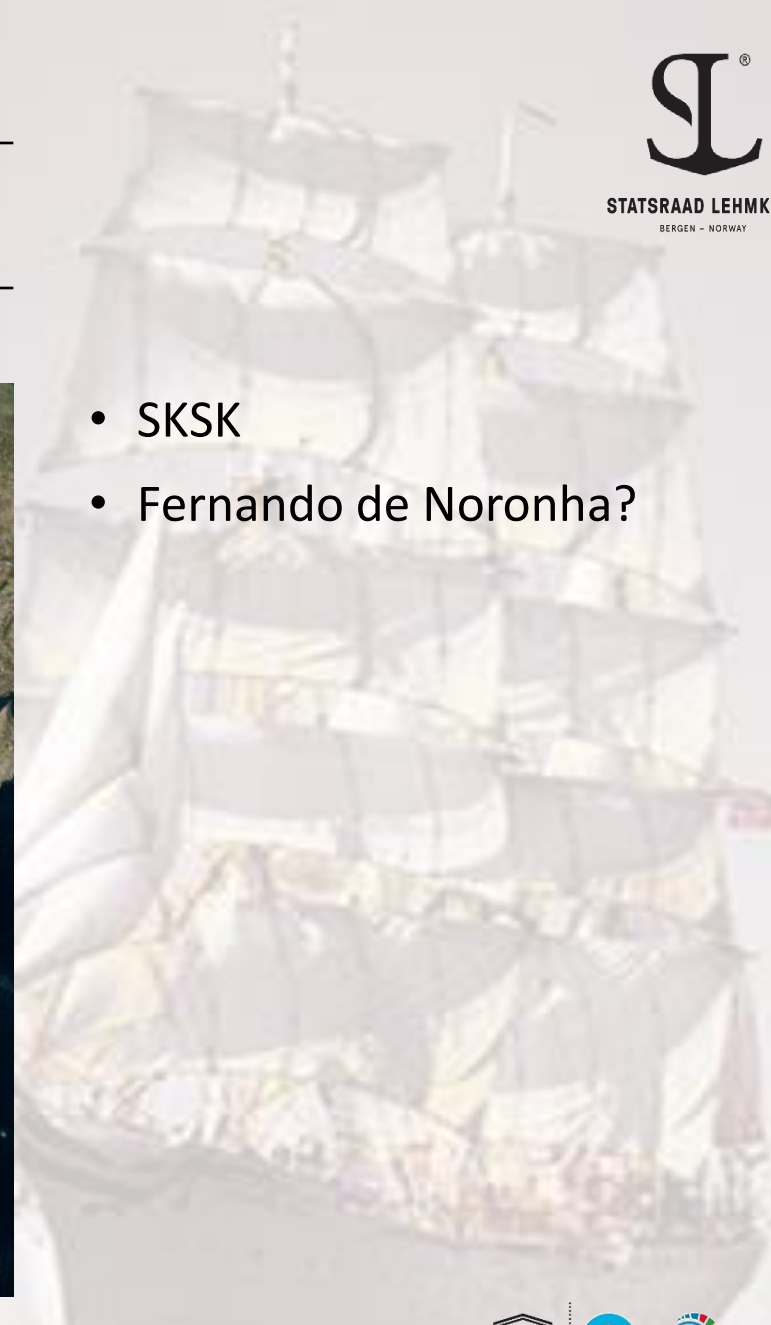 ®
STATSRAAD LEHMK
BERGEN – NORWAY
• SKSK
• Fernando de Noronha?